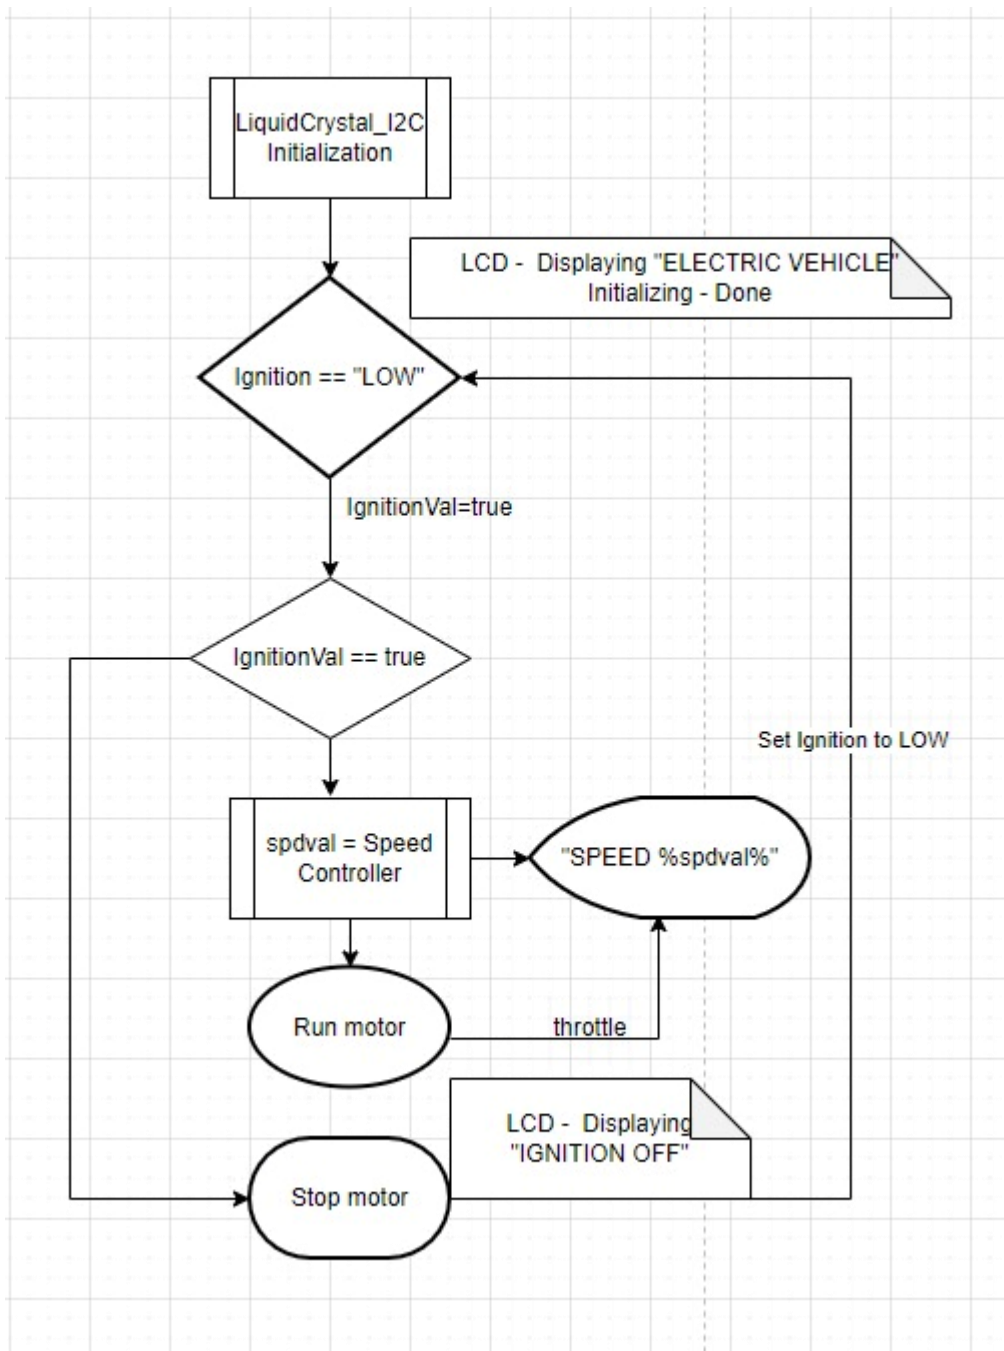 LiquidCrystal_I2C
Initialization
LCD -  Displaying "ELECTRIC VEHICLE"
Initializing - Done
Ignition == "LOW"
IgnitionVal=true
IgnitionVal == true
Set Ignition to LOW
spdval = Speed
Controller
"SPEED %spdval%"
Run motor
throttle
LCD -  Displaying
"IGNITION OFF"
Stop motor